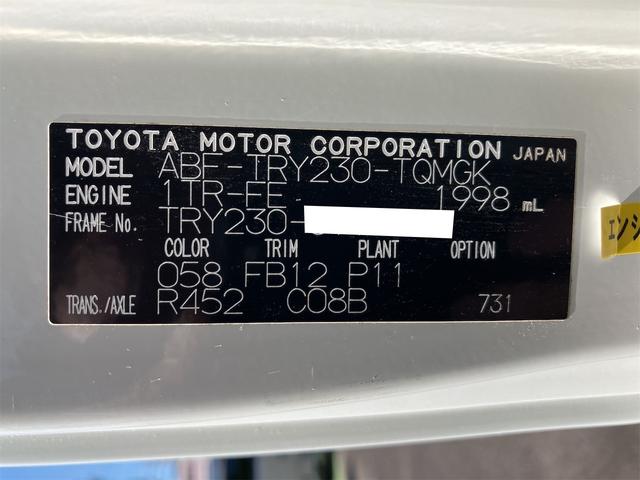 TOYOTA MOTOR CORPORATION JAPAN
MODEL ABF-TRY230-TQMGK
ENGINE 1TR-FE 1998 mL
FRAME No. TRY230-
COLOR TRIM PLANT OPTION
058 FB12 P11
TRANS./AXLE R452 C08B 731
エンジ